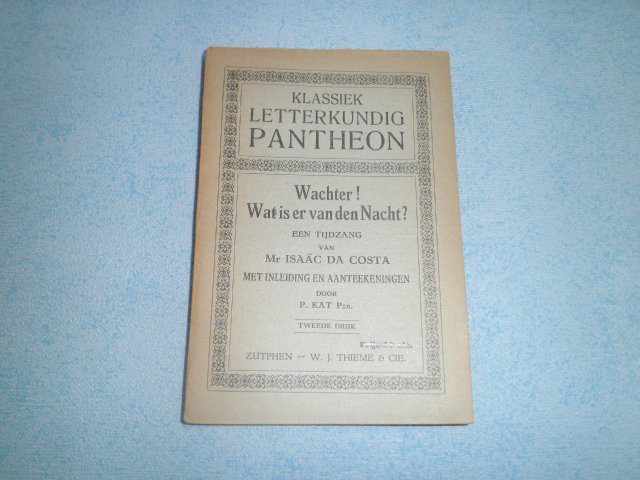 KLASSIEK
LETTERKUNDIG
PANTHEON
Wachter!
Wat is er van den Nacht?
EEN TIJDZANG
VAN
Mr ISAÄC DA COSTA
MET INLEIDING EN AANTEEKENINGEN
DOOR
P. KAT Pzn.
TWEEDE DRUK
ZUTPHEN — W. J. THIEME & CIE.